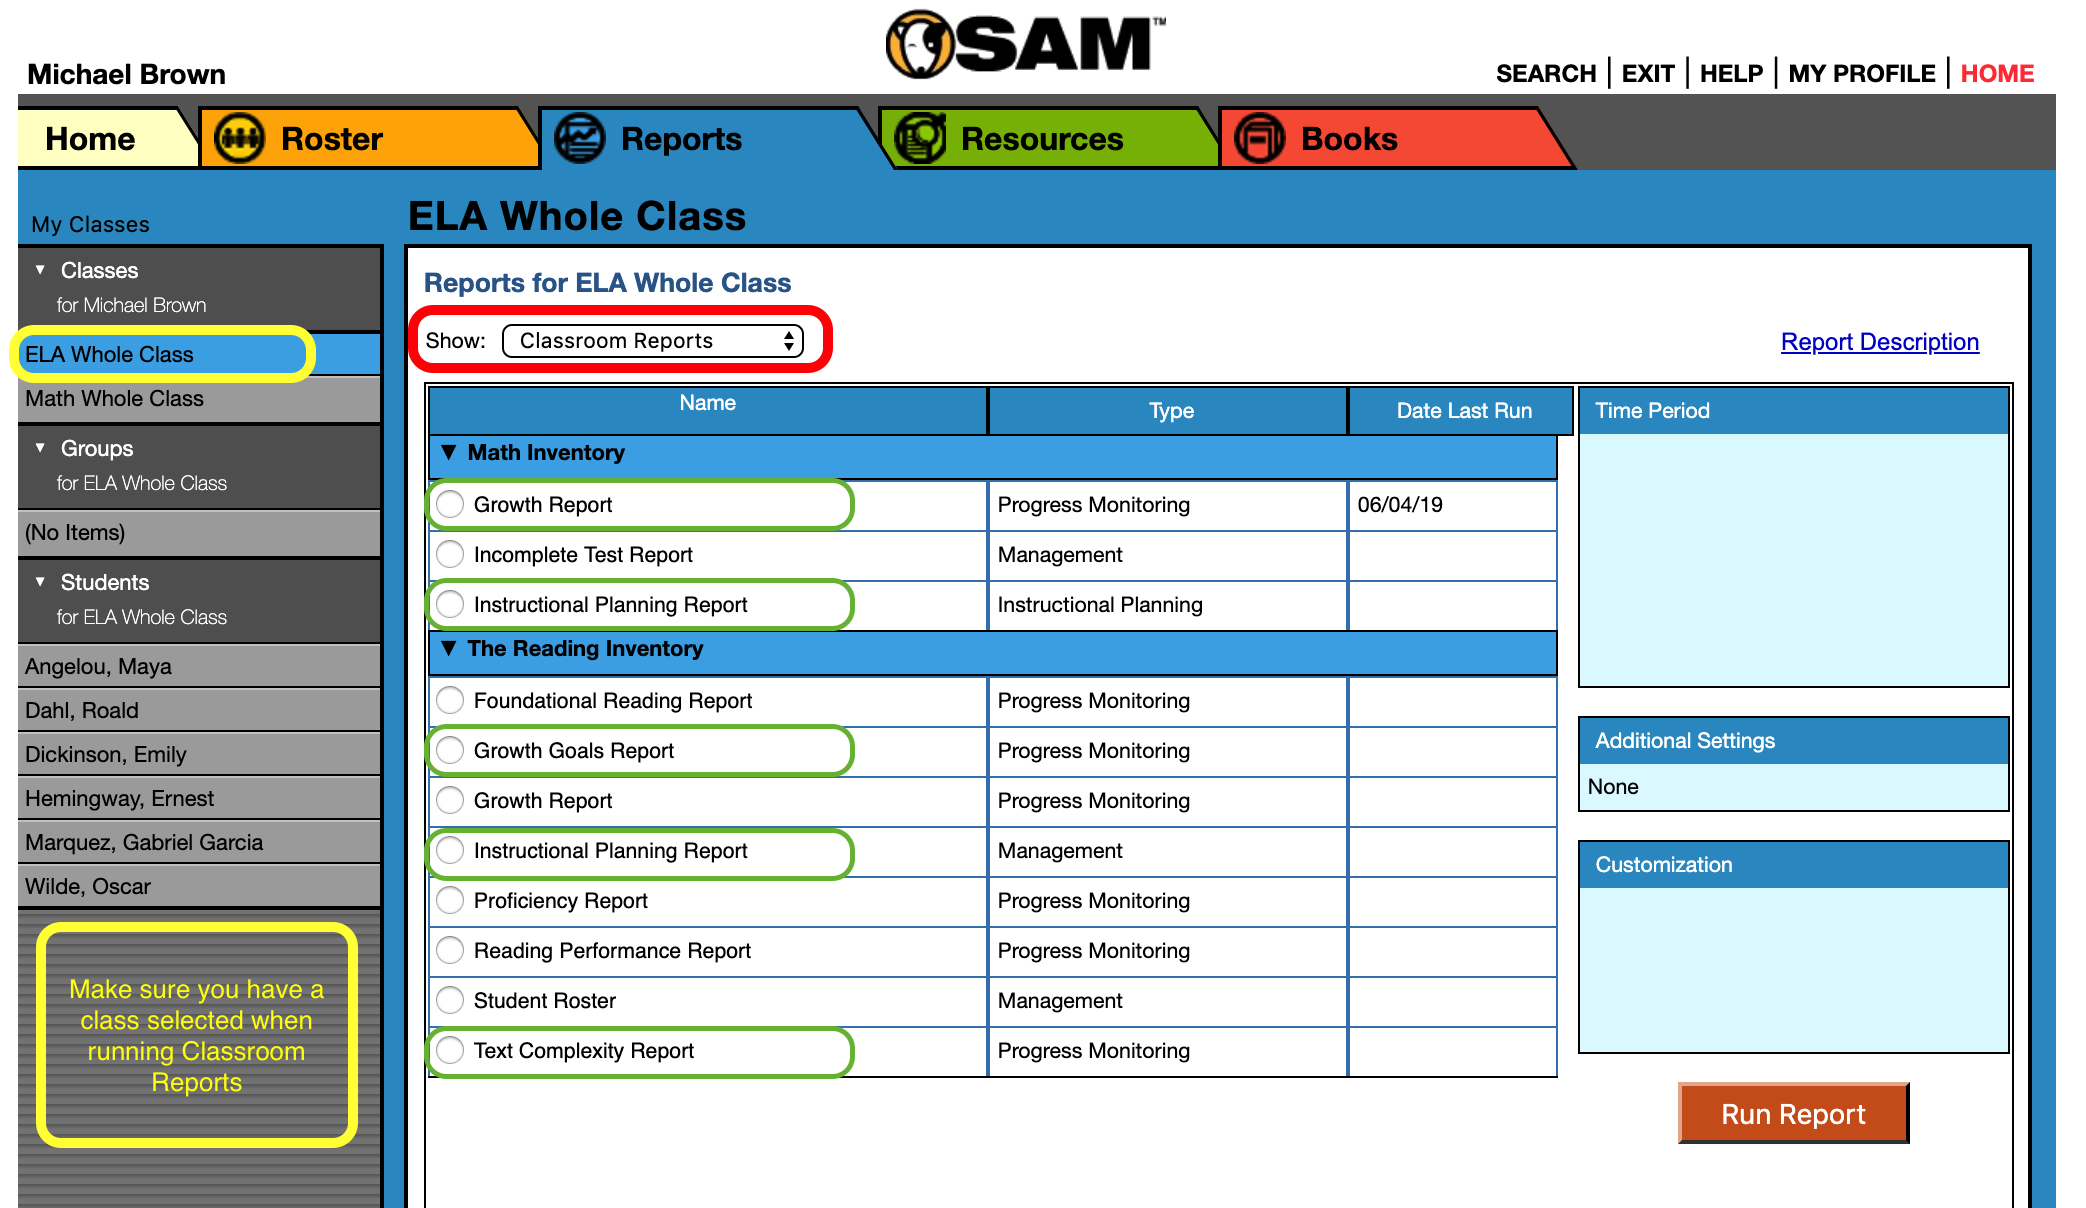 SAM™
Michael Brown
SEARCH | EXIT | HELP | MY PROFILE | HOME
Home Roster Reports Resources Books
My Classes
▼ Classes
for Michael Brown
ELA Whole Class
Math Whole Class
▼ Groups
for ELA Whole Class
(No Items)
▼ Students
for ELA Whole Class
Angelou, Maya
Dahl, Roald
Dickinson, Emily
Hemingway, Ernest
Marquez, Gabriel Garcia
Wilde, Oscar
Make sure you have a
class selected when
running Classroom
Reports
ELA Whole Class
Reports for ELA Whole Class
Show: Classroom Reports
Report Description
Name Type Date Last Run
▼ Math Inventory
Growth Report Progress Monitoring 06/04/19
Incomplete Test Report Management
Instructional Planning Report Instructional Planning
▼ The Reading Inventory
Foundational Reading Report Progress Monitoring
Growth Goals Report Progress Monitoring
Growth Report Progress Monitoring
Instructional Planning Report Management
Proficiency Report Progress Monitoring
Reading Performance Report Progress Monitoring
Student Roster Management
Text Complexity Report Progress Monitoring
Time Period
Additional Settings
None
Customization
Run Report